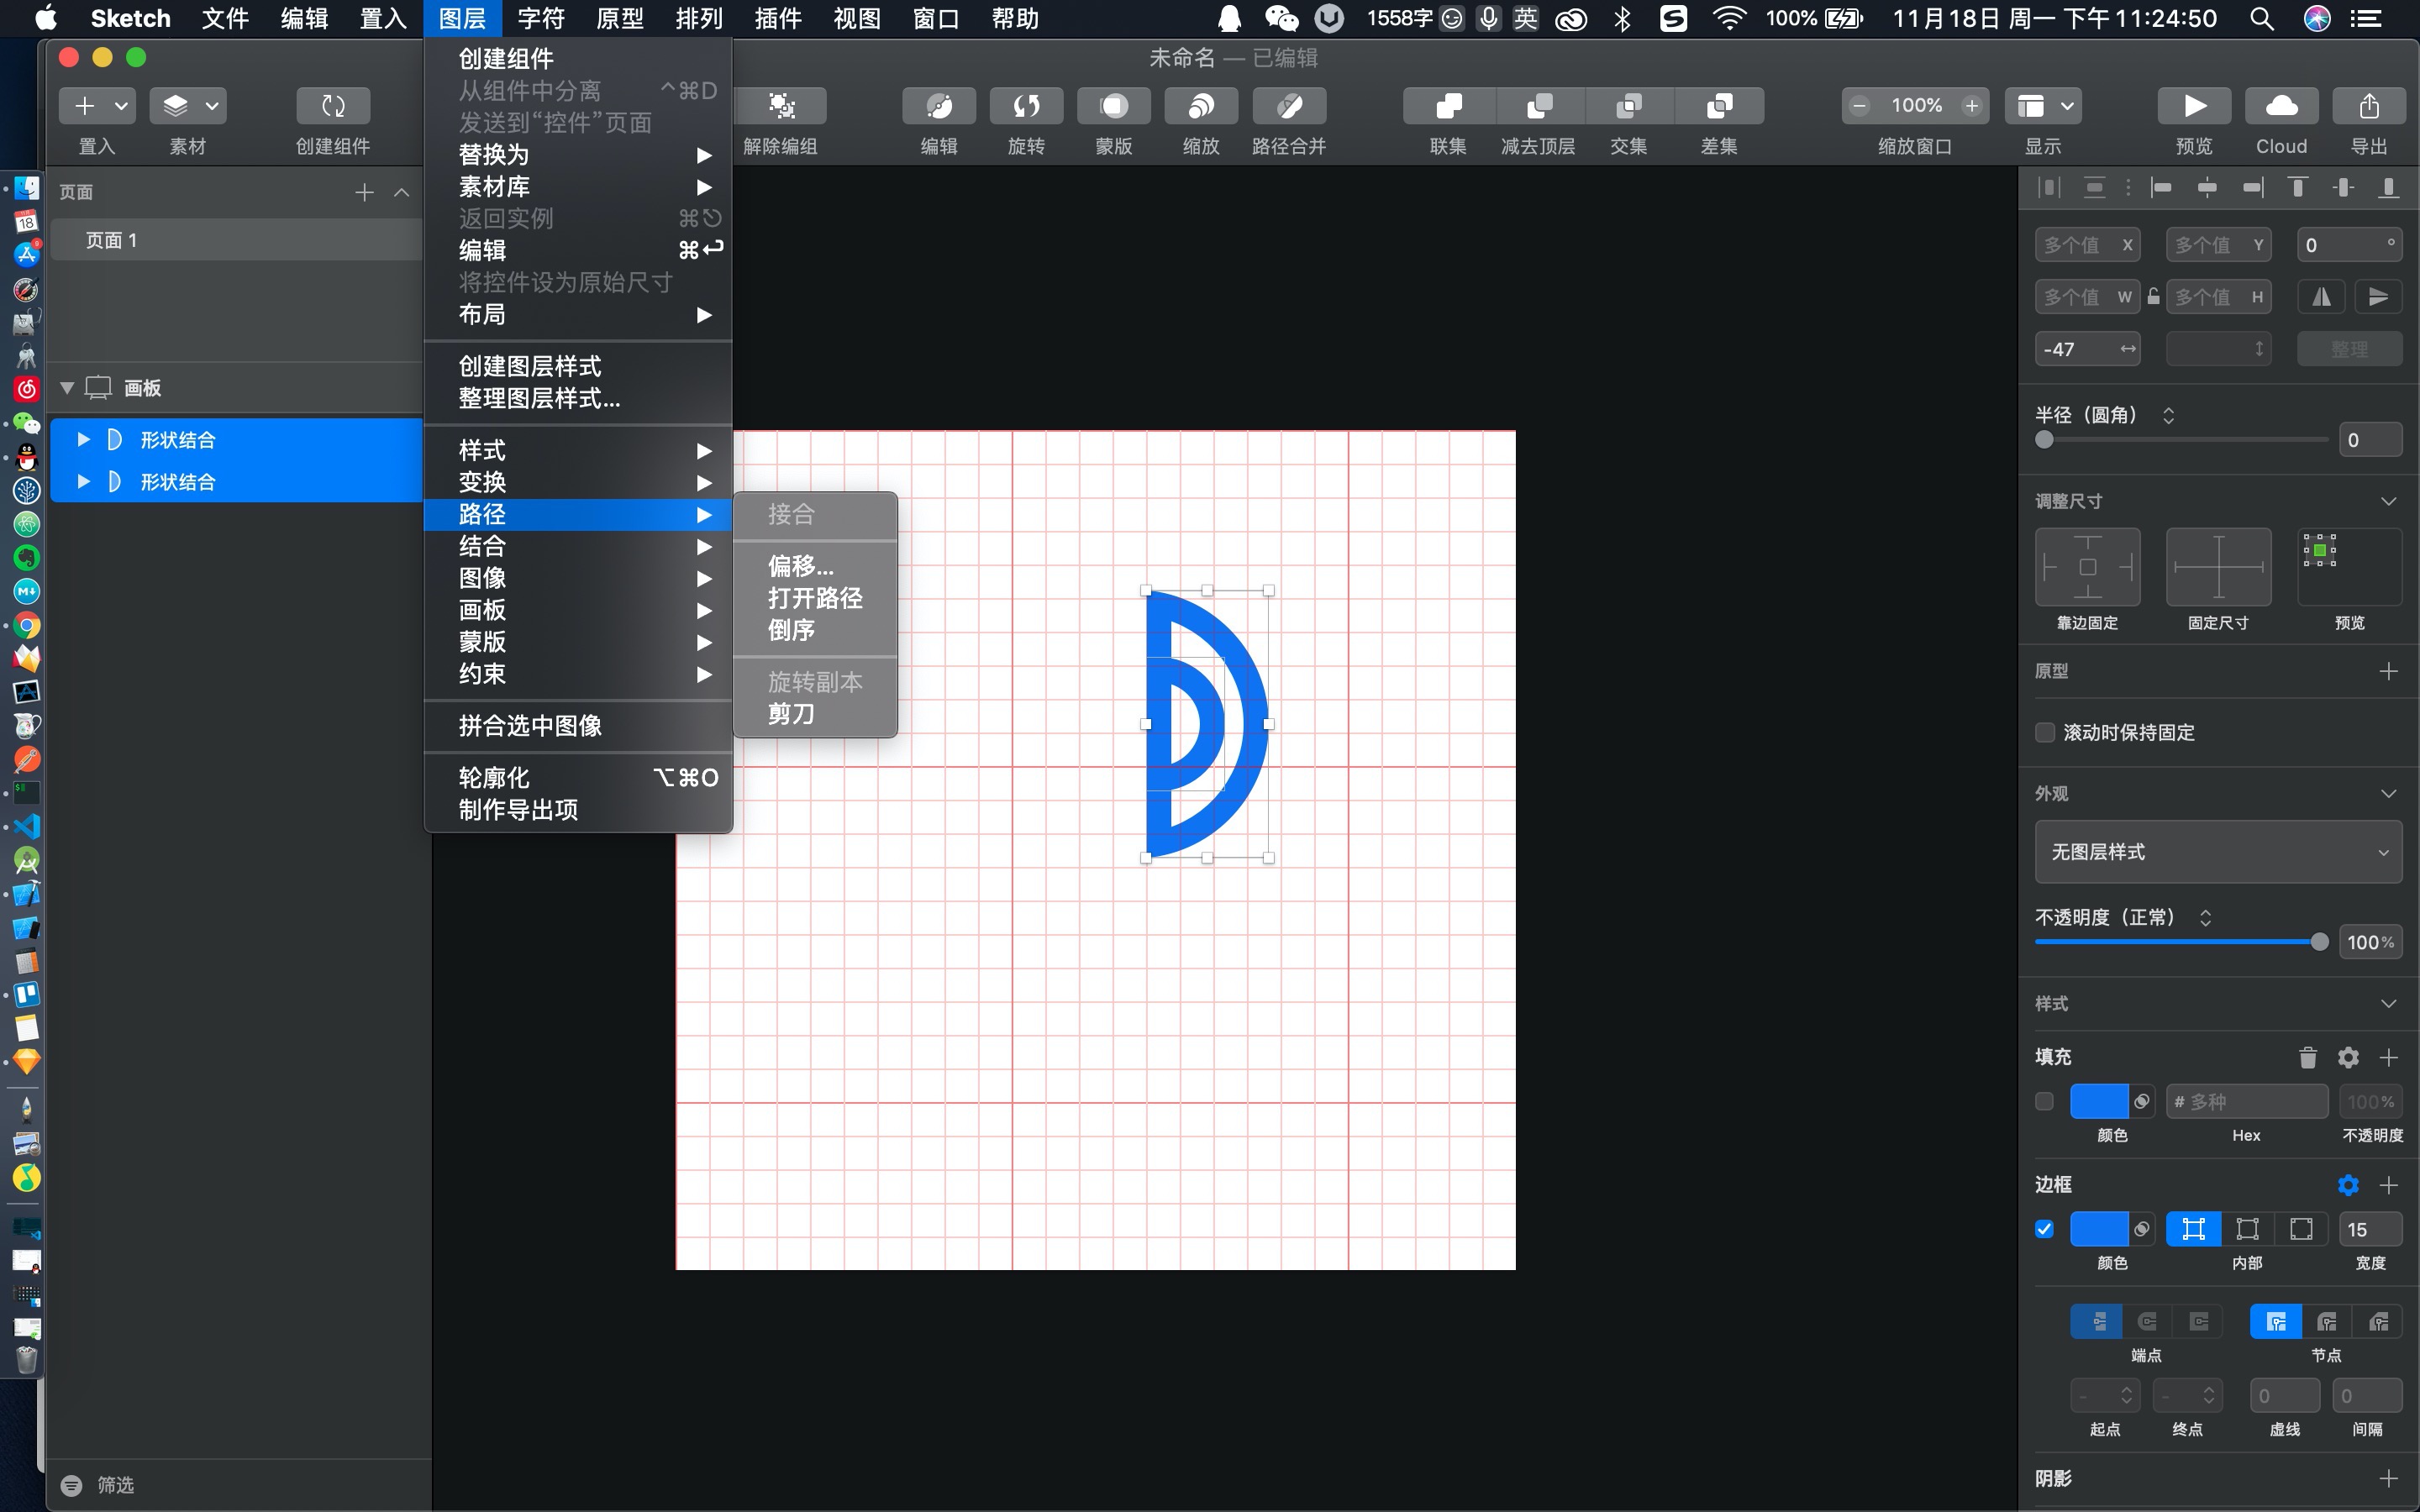 Sketch 文件 编辑 置入 图层 字符 原型 排列 插件 视图 窗口 帮助 1558字 英 100% 11月18日 周一 下午 11:24:50
未命名 — 已编辑
100%
置入 素材 创建组件 解除编组 编辑 旋转 蒙版 缩放 路径合并 联集 减去顶层 交集 差集 缩放窗口 显示 预览 Cloud 导出
页面
页面 1
画板
形状结合
形状结合
筛选
创建组件
从组件中分离 ^⌘D
发送到“控件”页面
替换为
素材库
返回实例
编辑 ⌘↩
将控件设为原始尺寸
布局
创建图层样式
整理图层样式...
样式
变换
路径
结合
图像
画板
蒙版
约束
拼合选中图像
轮廓化 ⌥⌘O
制作导出项
接合
偏移...
打开路径
倒序
旋转副本
剪刀
多个值 X 多个值 Y 0 °
多个值 W 多个值 H
-47 整理
半径（圆角）
0
调整尺寸
靠边固定 固定尺寸 预览
原型
滚动时保持固定
外观
无图层样式
不透明度（正常）
100%
样式
填充
# 多种 100%
颜色 Hex 不透明度
边框
15
颜色 内部 宽度
端点 节点
- - 0 0
起点 终点 虚线 间隔
阴影